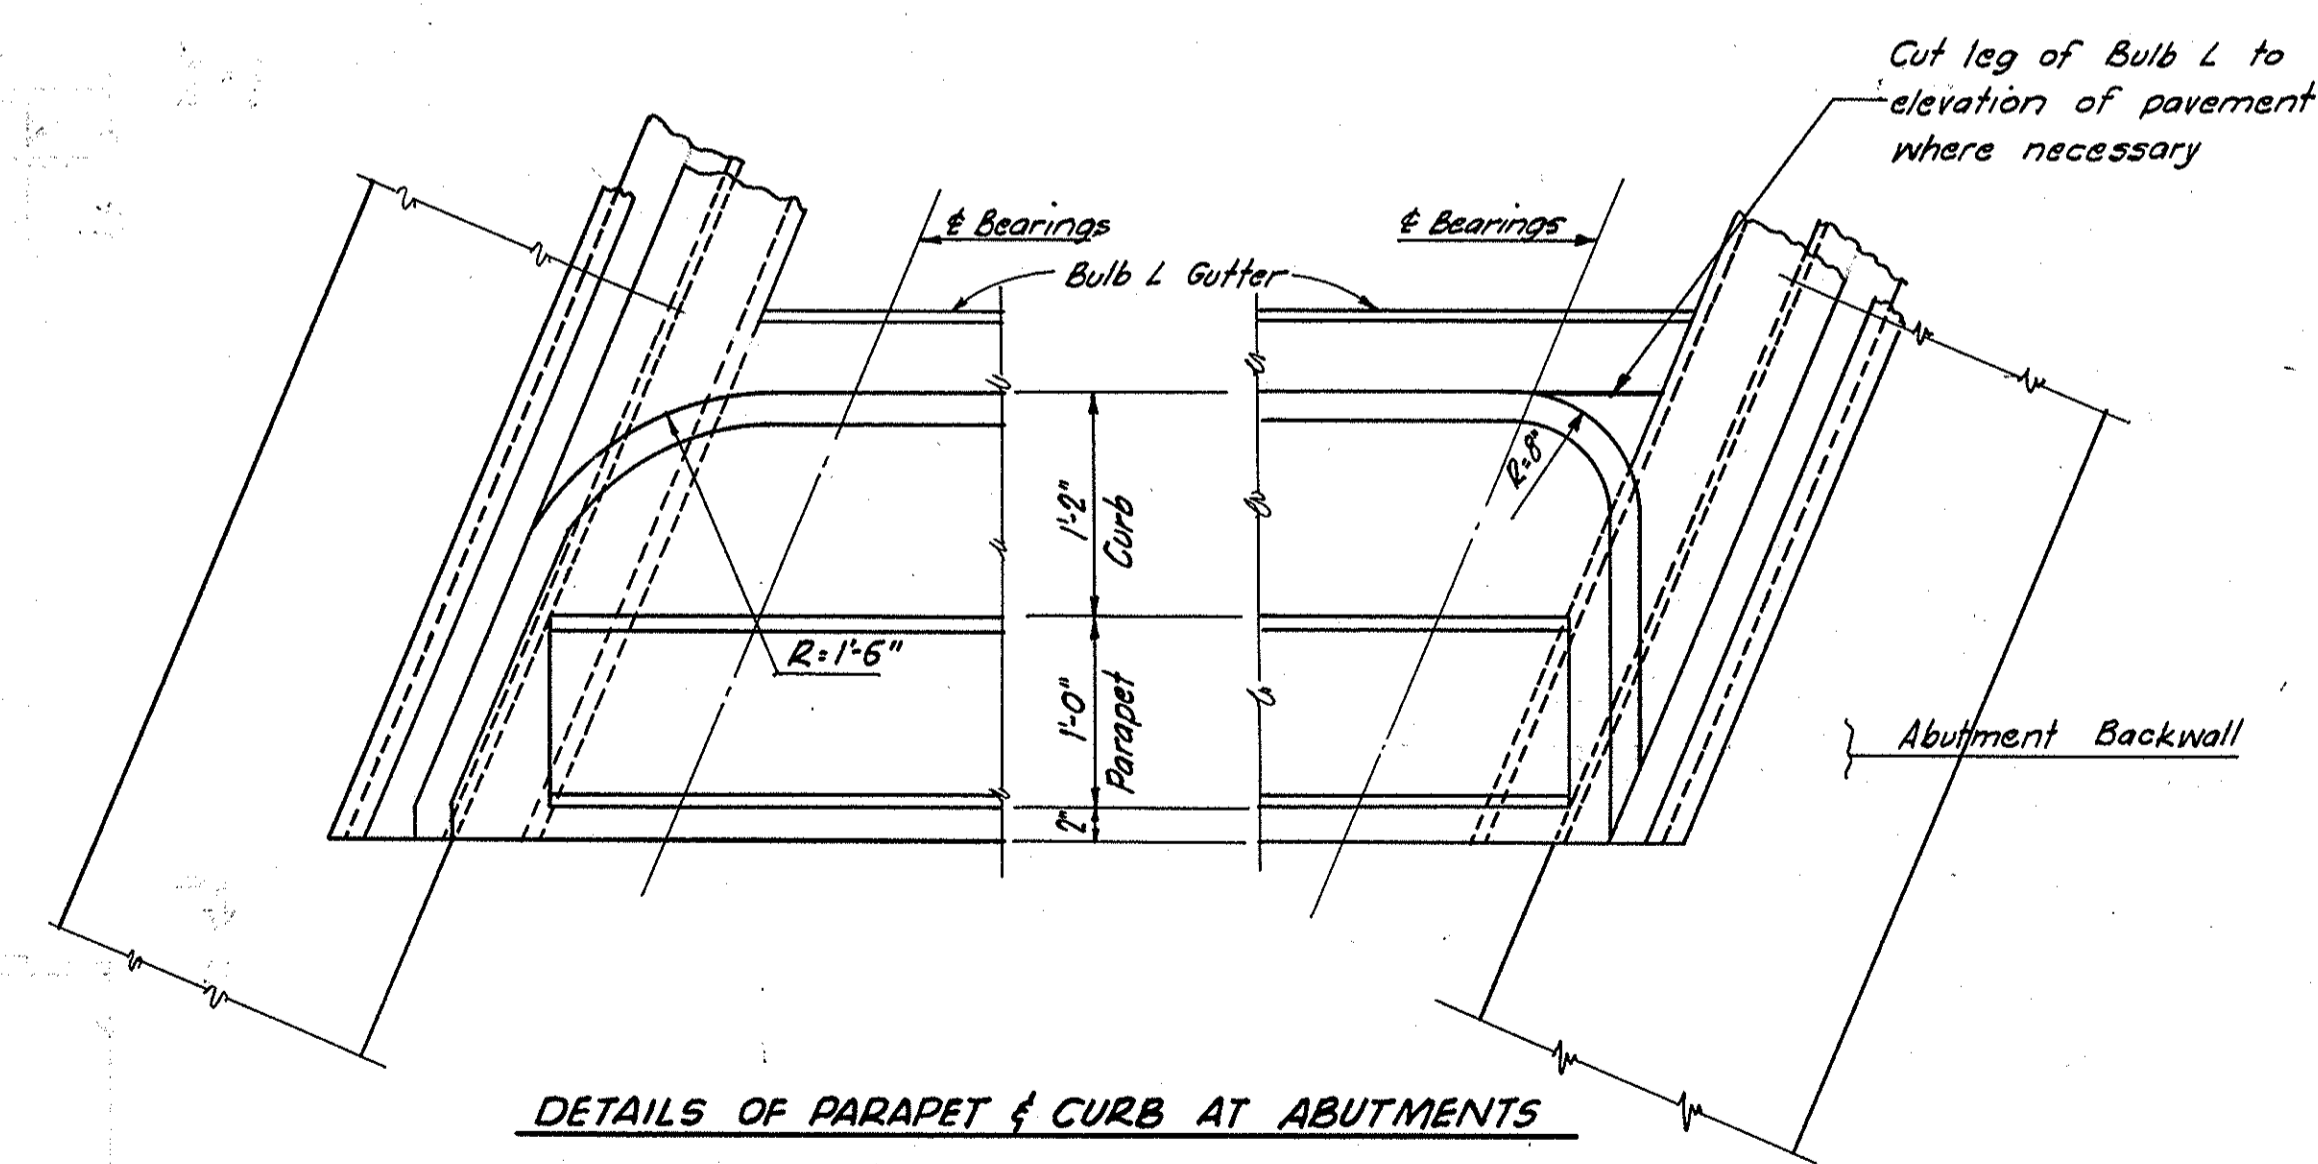 Cut leg of Bulb L to
elevation of pavement
where necessary
℄ Bearings
℄ Bearings
Bulb L Gutter
R=8"
1'-2"
Curb
R=1'-6"
1'-0"
Parapet
2"
Abutment Backwall
DETAILS OF PARAPET & CURB AT ABUTMENTS